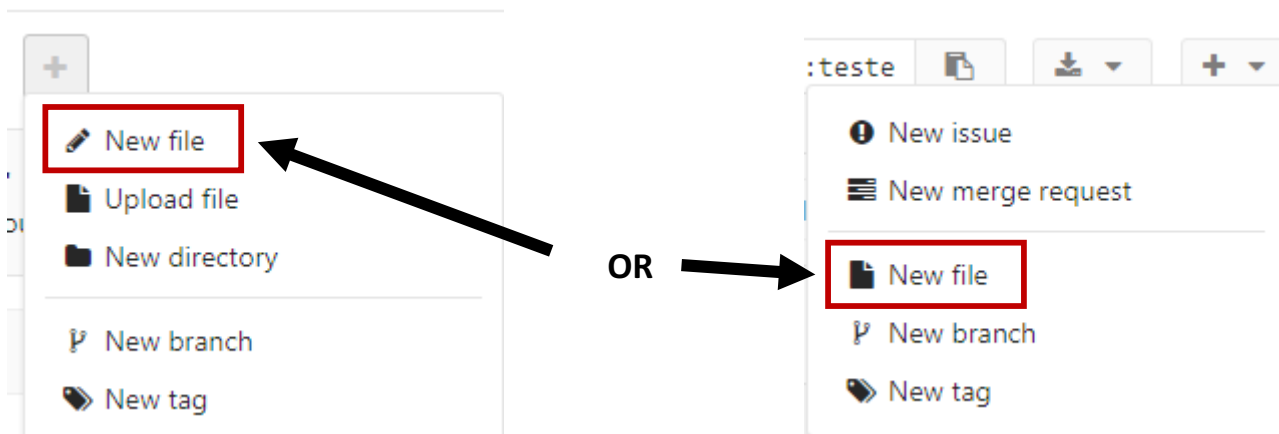 New file
Upload file
New directory
New branch
New tag
OR
:teste
New issue
New merge request
New file
New branch
New tag